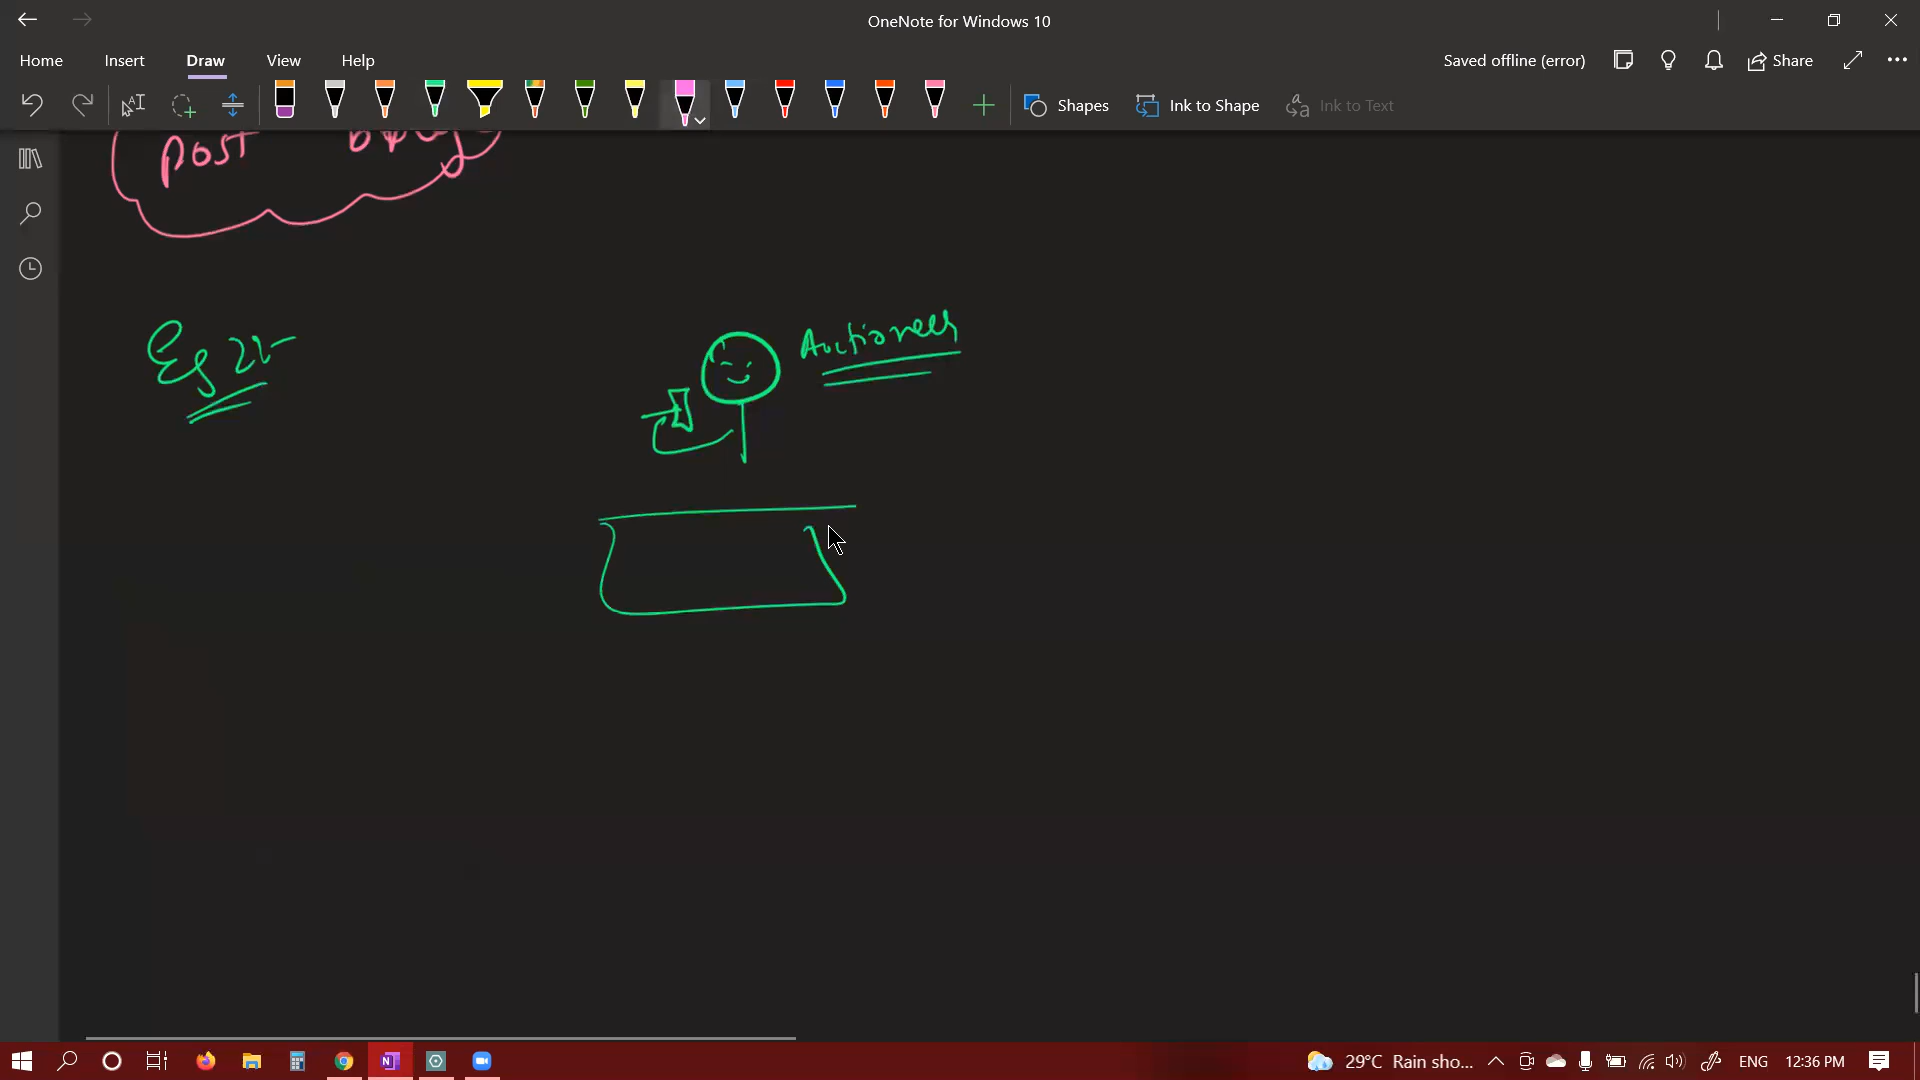 OneNote for Windows 10
Home Insert Draw View Help Saved offline (error) Share
Shapes Ink to Shape Ink to Text
post
Eg 2:-
Auctioneer
29°C Rain sho... ENG 12:36 PM